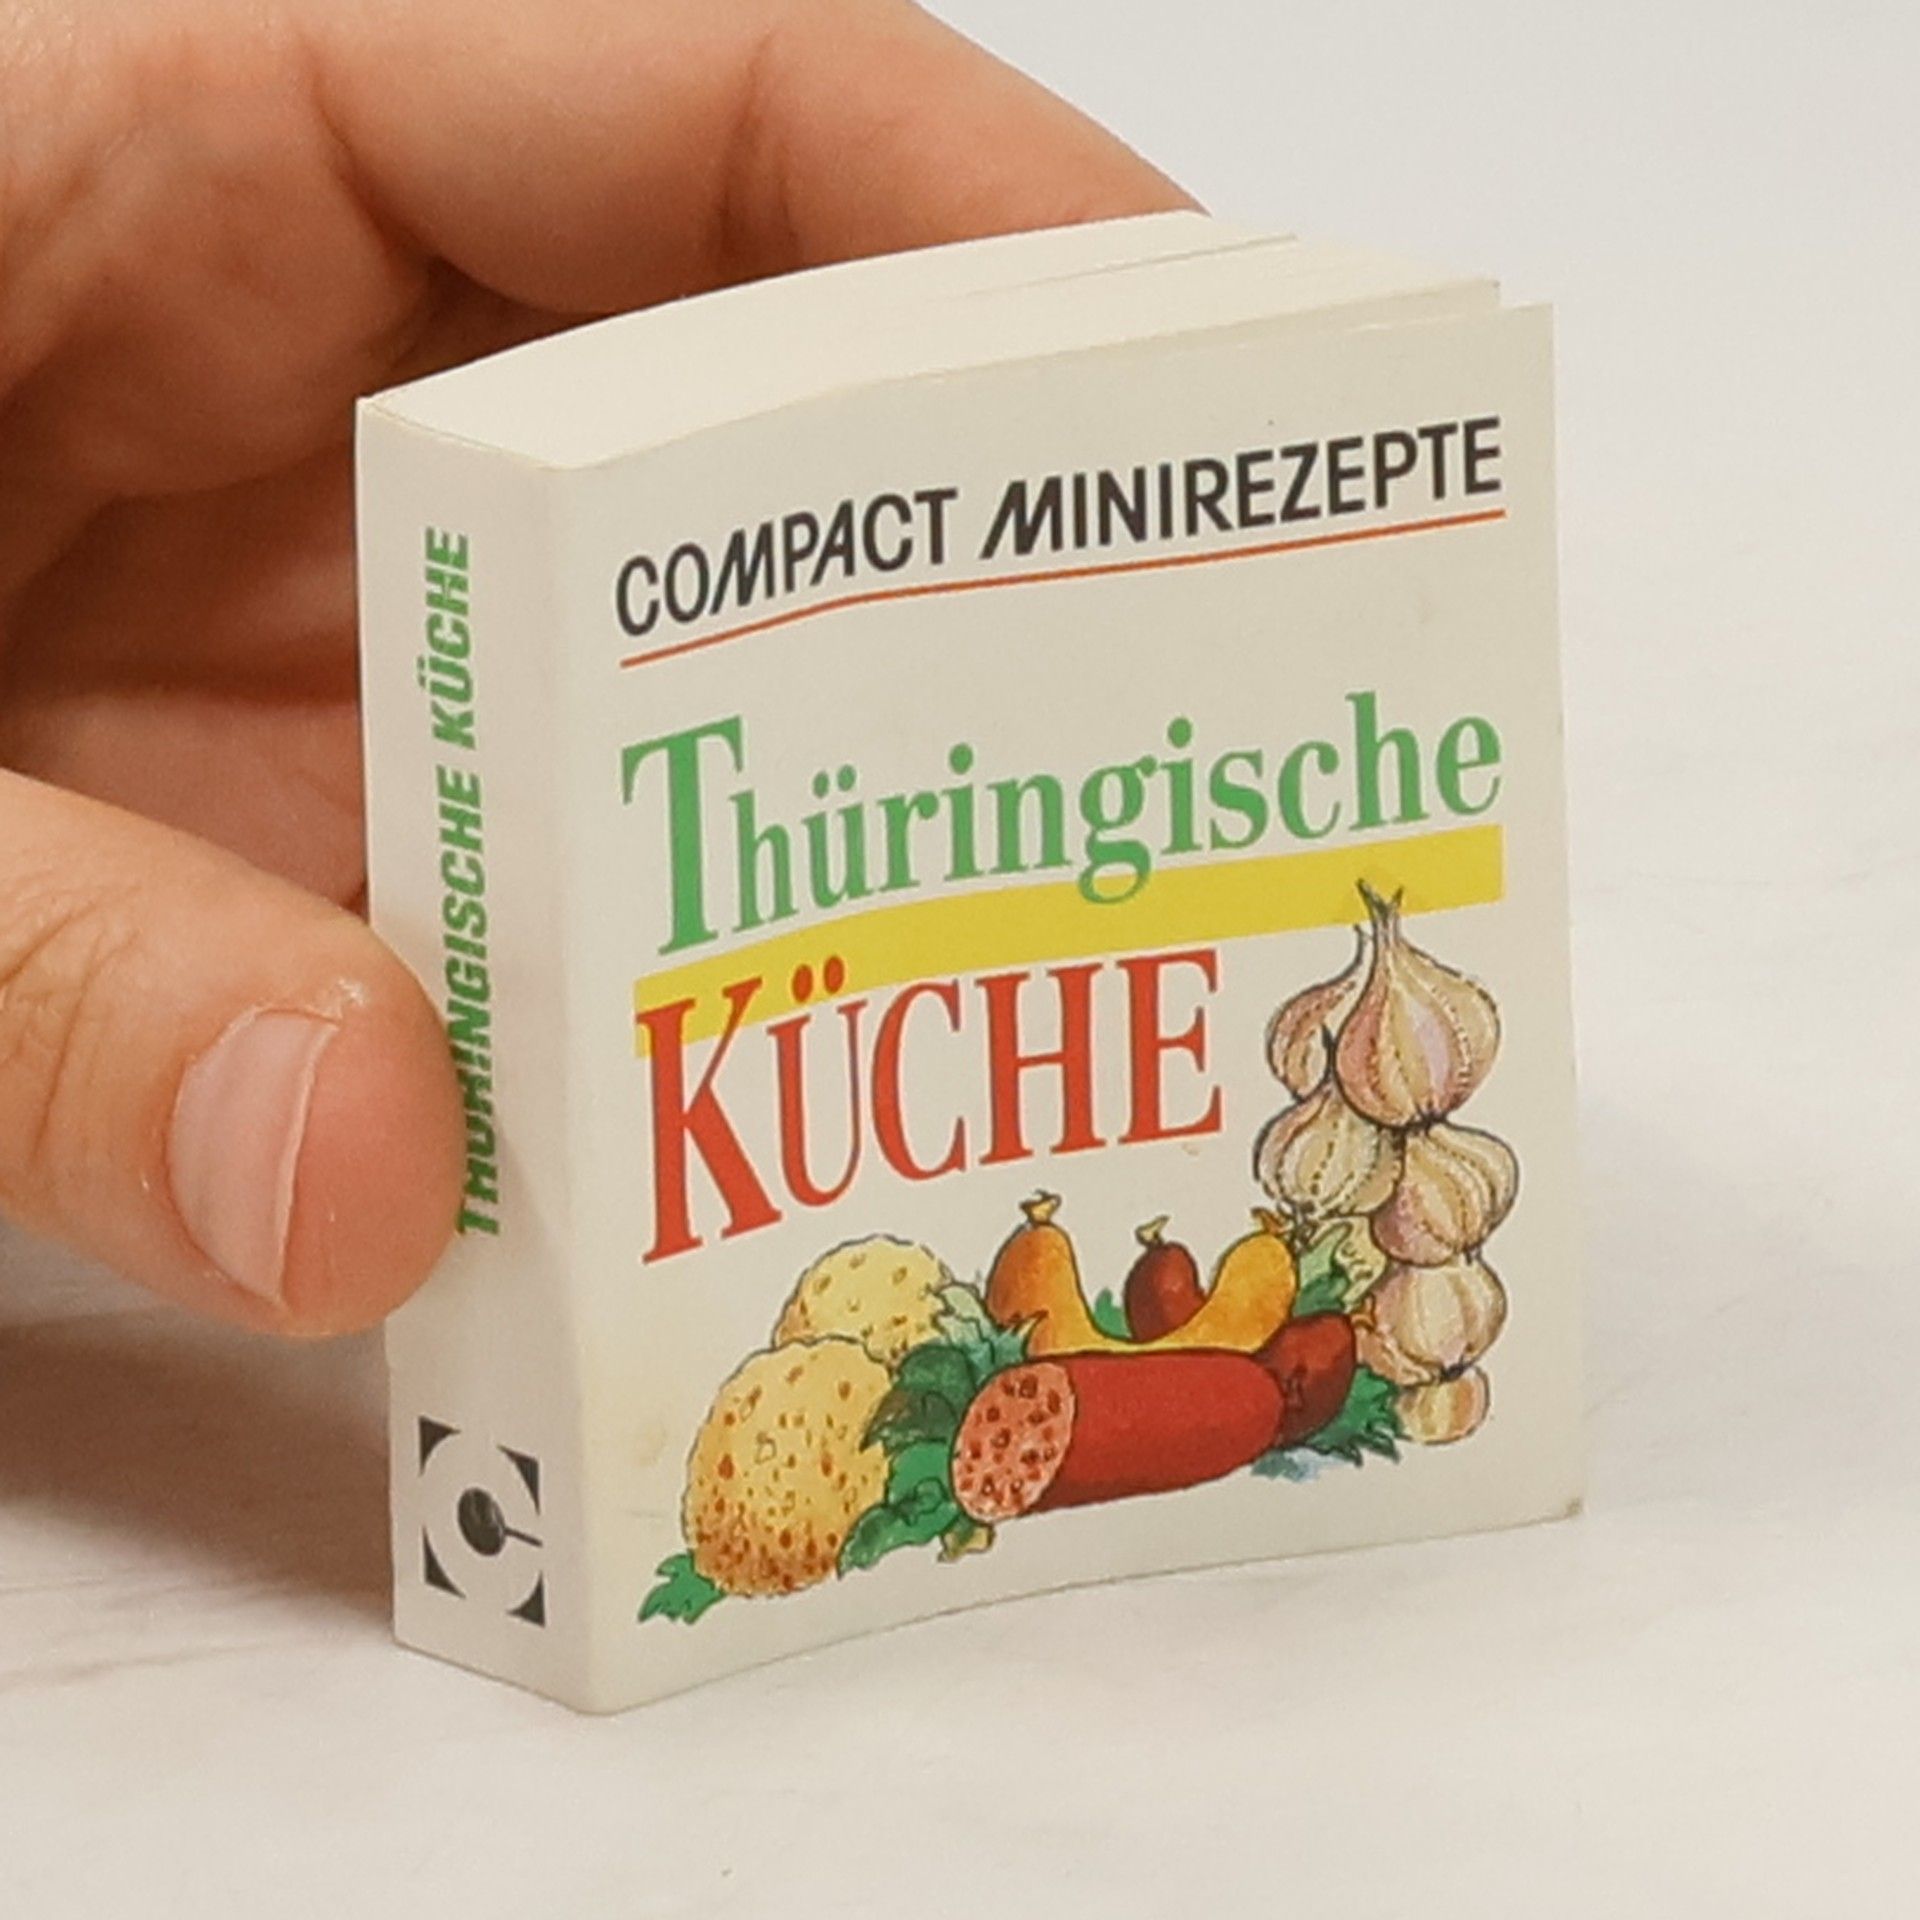 COMPACT MINIREZEPTE
Thüringische
KÜCHE
THÜRINGISCHE KÜCHE